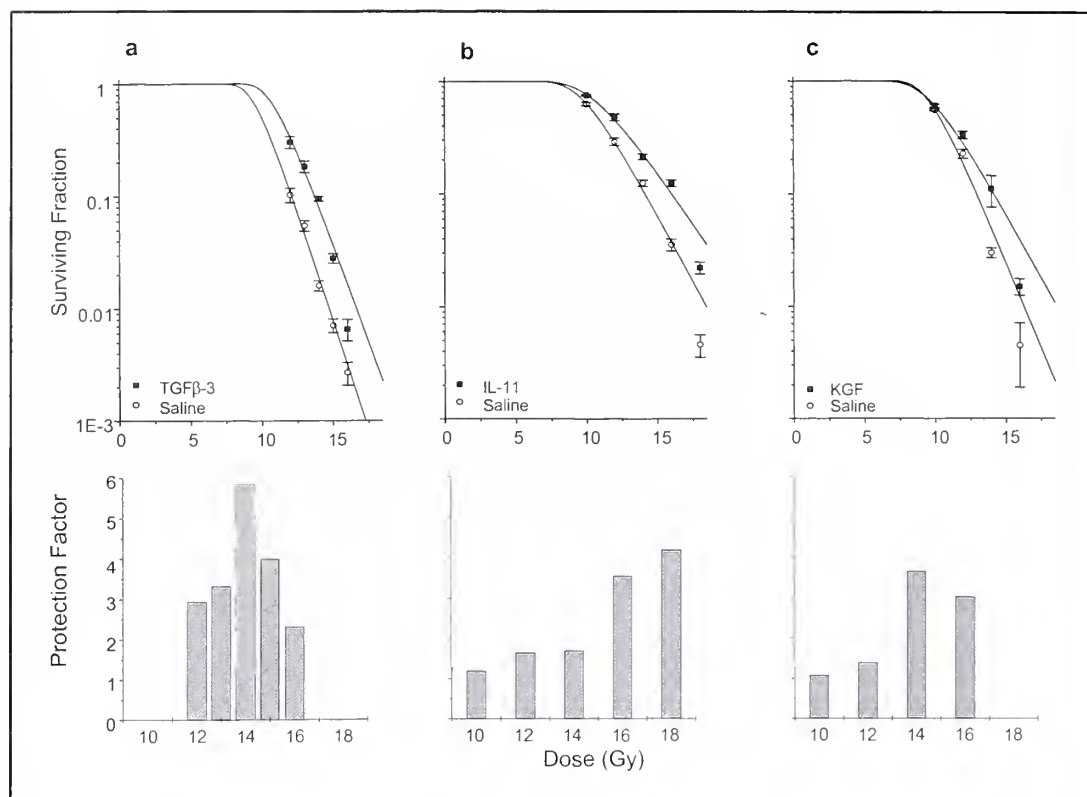 a
b
c
Surviving Fraction
1
0.1
0.01
1E-3
TGFβ-3
Saline
IL-11
Saline
KGF
Saline
0 5 10 15
0 5 10 15
0 5 10 15
Protection Factor
6
5
4
3
2
1
0
10 12 14 16 18
10 12 14 16 18
10 12 14 16 18
Dose (Gy)